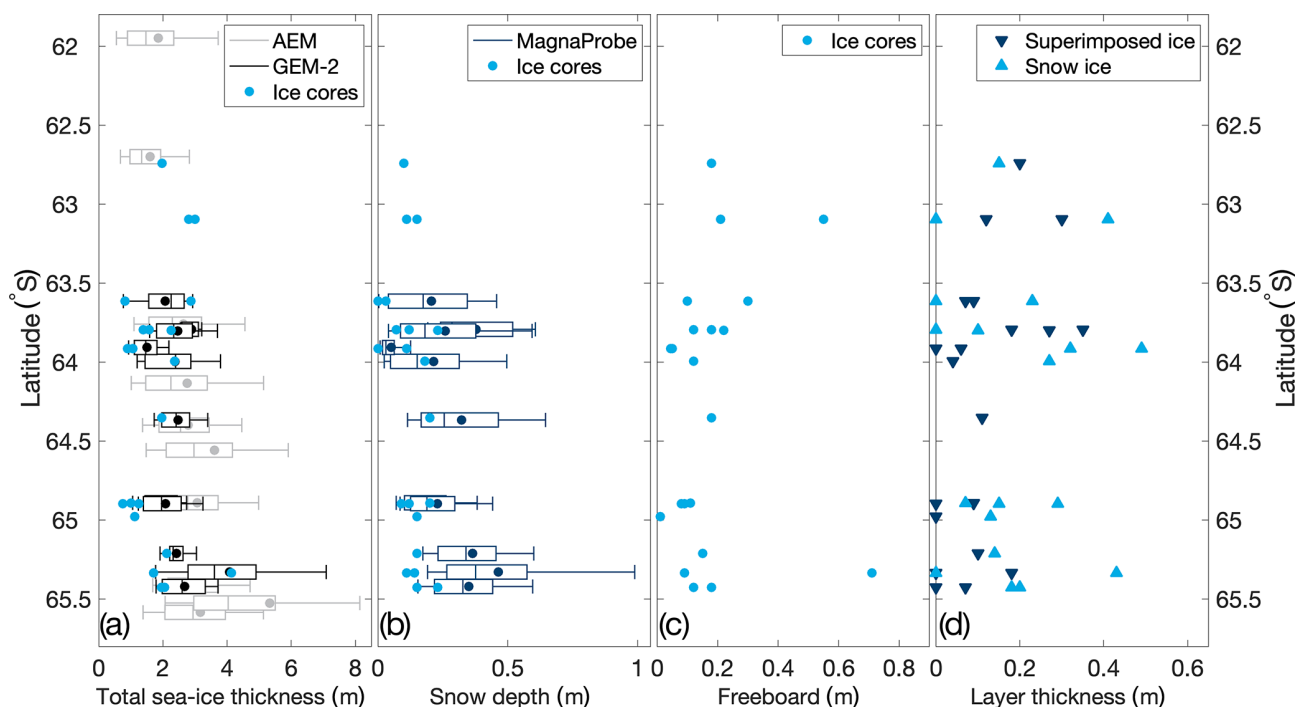 AEM
GEM-2
Ice cores
MagnaProbe
Ice cores
Ice cores
Superimposed ice
Snow ice
62
62.5
63
63.5
64
64.5
65
65.5
Latitude (°S)
62
62.5
63
63.5
64
64.5
65
65.5
Latitude (°S)
(a)
(b)
(c)
(d)
0 2 4 6 8
0 0.5 1
0 0.2 0.4 0.6 0.8
0 0.2 0.4 0.6
Total sea-ice thickness (m)
Snow depth (m)
Freeboard (m)
Layer thickness (m)